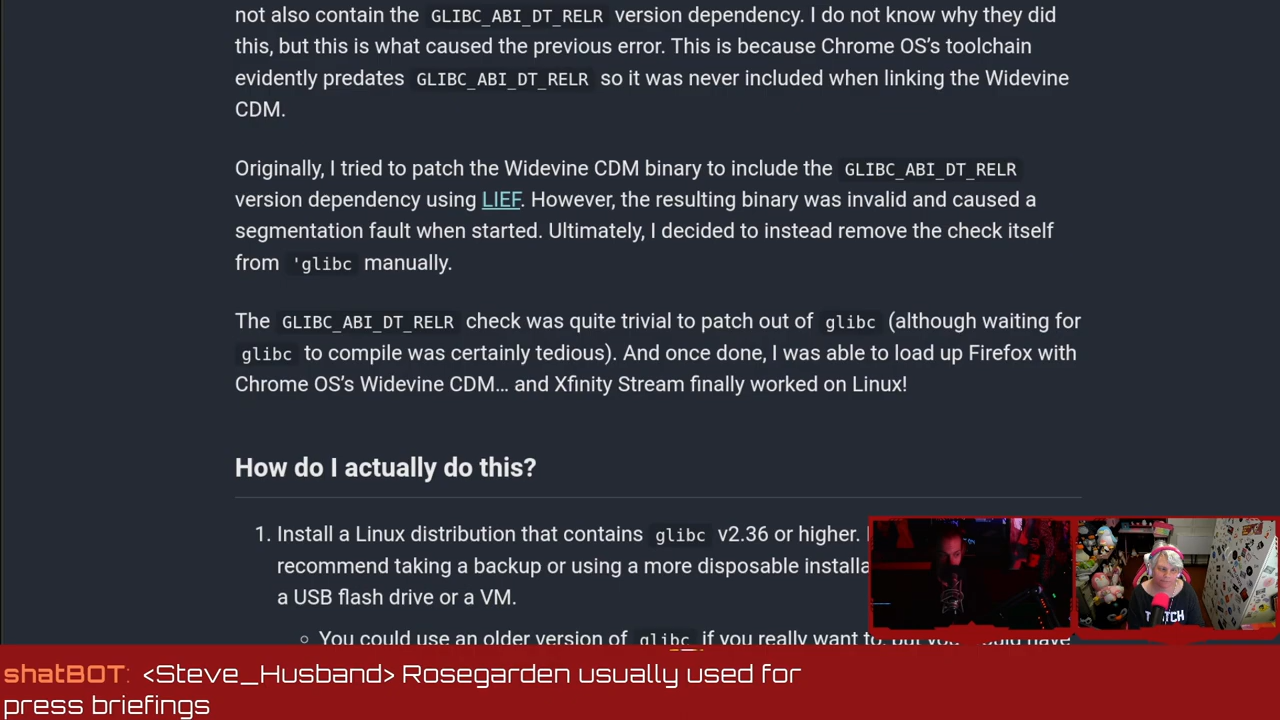 not also contain the GLIBC_ABI_DT_RELR version dependency. I do not know why they did
this, but this is what caused the previous error. This is because Chrome OS’s toolchain
evidently predates GLIBC_ABI_DT_RELR so it was never included when linking the Widevine
CDM.
Originally, I tried to patch the Widevine CDM binary to include the GLIBC_ABI_DT_RELR
version dependency using LIEF. However, the resulting binary was invalid and caused a
segmentation fault when started. Ultimately, I decided to instead remove the check itself
from 'glibc manually.
The GLIBC_ABI_DT_RELR check was quite trivial to patch out of glibc (although waiting for
glibc to compile was certainly tedious). And once done, I was able to load up Firefox with
Chrome OS’s Widevine CDM… and Xfinity Stream finally worked on Linux!
How do I actually do this?
1. Install a Linux distribution that contains glibc v2.36 or higher.
recommend taking a backup or using a more disposable
a USB flash drive or a VM.
You could use an older version of glibc if you really want to, but you
TWITCH
shatBOT: <Steve_Husband> Rosegarden usually used for
press briefings